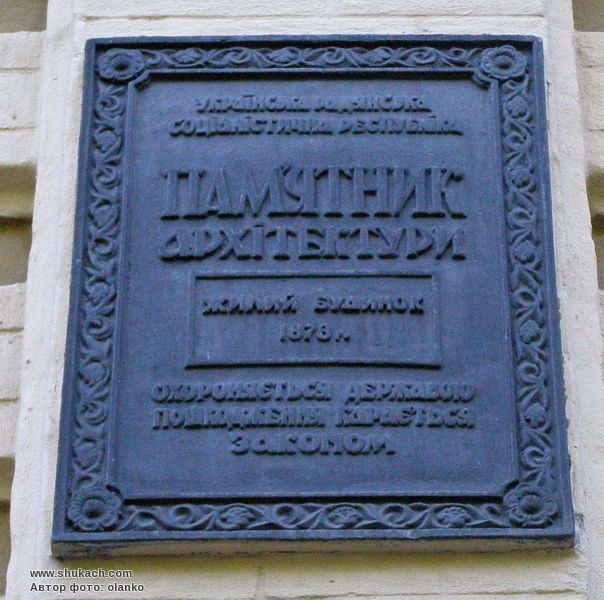 УКРАЇНСЬКА РАДЯНСЬКА
СОЦІАЛІСТИЧНА РЕСПУБЛІКА
ПАМ'ЯТНИК
АРХІТЕКТУРИ
ЖИЛИЙ БУДИНОК
1878 р.
ОХОРОНЯЄТЬСЯ ДЕРЖАВОЮ
ПОШКОДЖЕННЯ КАРАЄТЬСЯ
ЗАКОНОМ
www.shukach.com
Автор фото: olanko